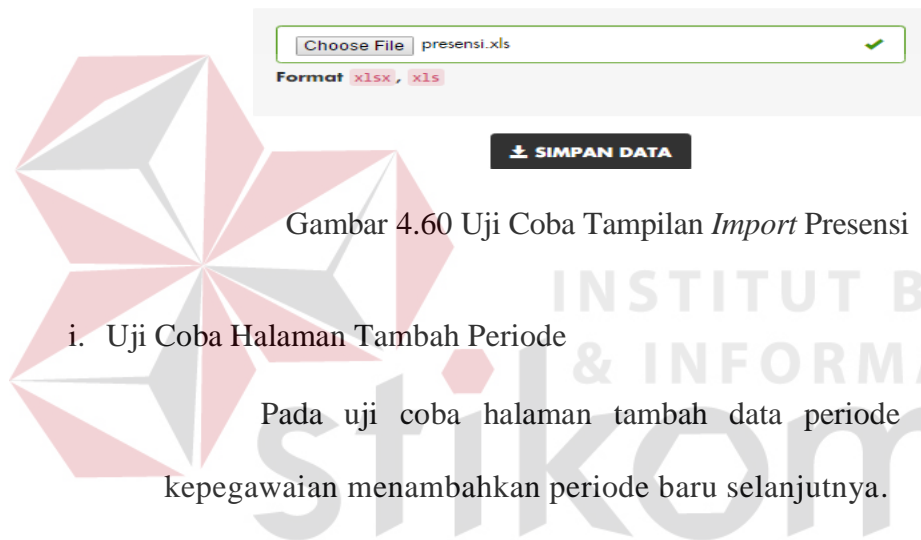 Choose File presensi.xls
Format xlsx, xls
SIMPAN DATA
Gambar 4.60 Uji Coba Tampilan Import Presensi
INSTITUT B
i. Uji Coba Halaman Tambah Periode
& INFORMA
Pada uji coba halaman tambah data periode
stikom
kepegawaian menambahkan periode baru selanjutnya.